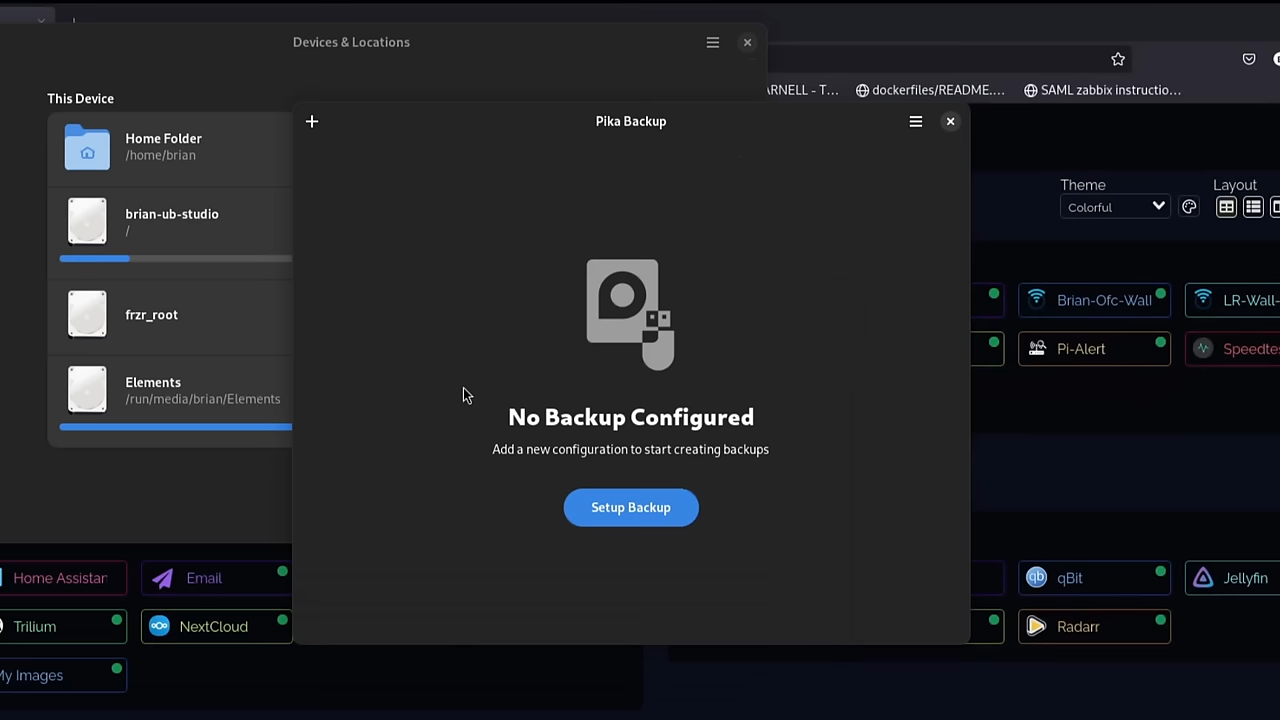 Devices & Locations
This Device
Home Folder
/home/brian
brian-ub-studio
/
frzr_root
Elements
/run/media/brian/Elements
Pika Backup
No Backup Configured
Add a new configuration to start creating backups
Setup Backup
ARNELL - T...
dockerfiles/README....
SAML zabbix instructio...
Theme
Layout
Colorful
Brian-Ofc-Wall
LR-Wall-
Pi-Alert
Speedtes
Home Assistan
Email
qb
qBit
Jellyfin
Trilium
NextCloud
Radarr
My Images